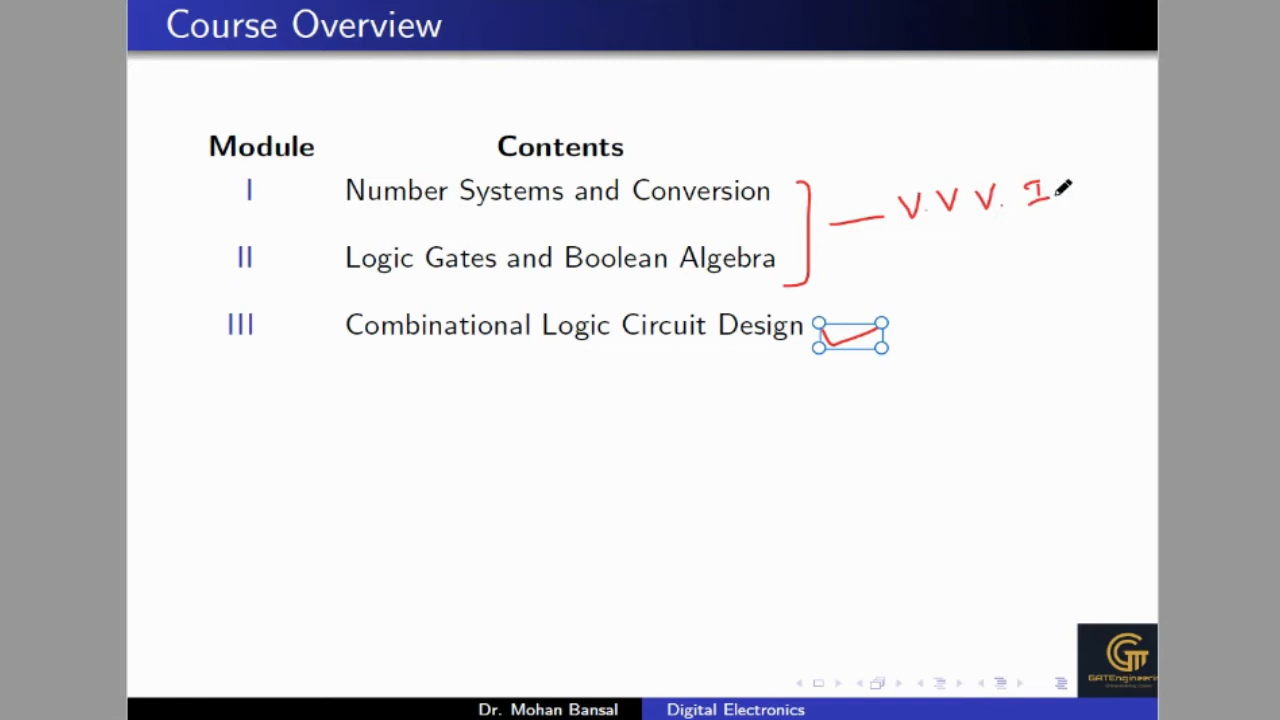 Course Overview
Module Contents
I Number Systems and Conversion
V. V V. I
II Logic Gates and Boolean Algebra
III Combinational Logic Circuit Design
Dr. Mohan Bansal Digital Electronics